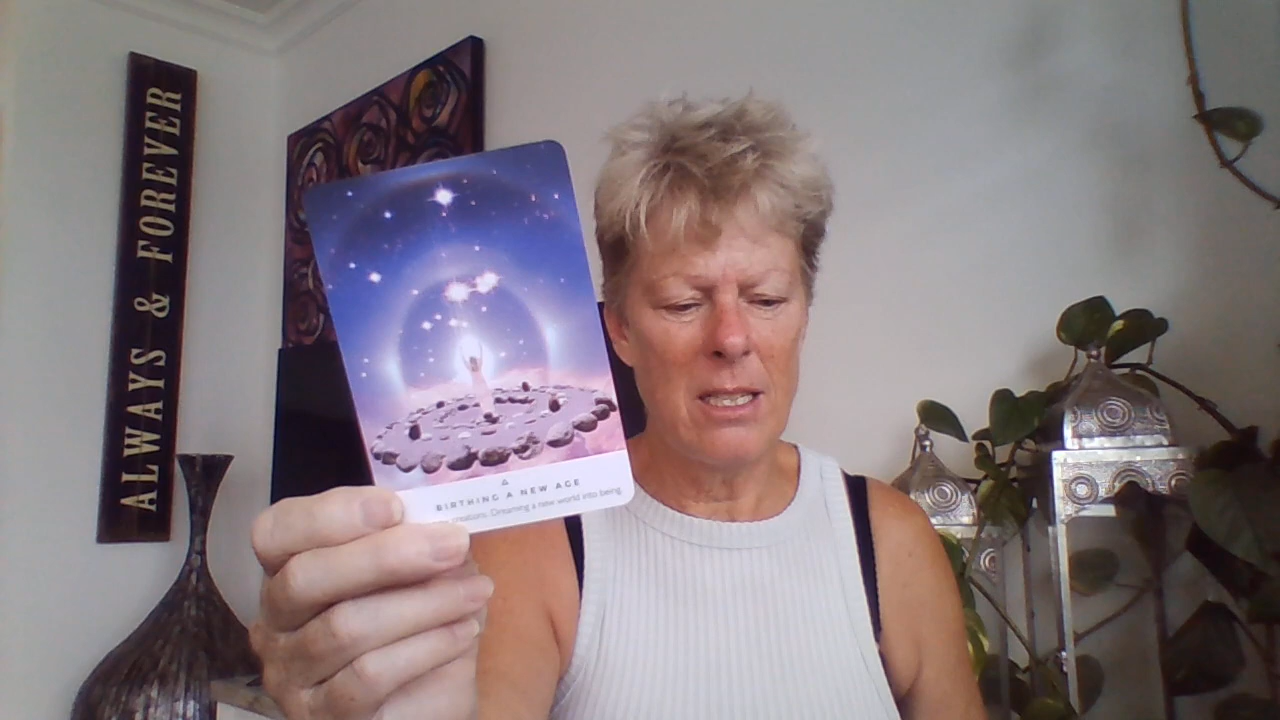 ALWAYS & FOREVER
BIRTHING A NEW AGE
creations. Dreaming a new world into being.